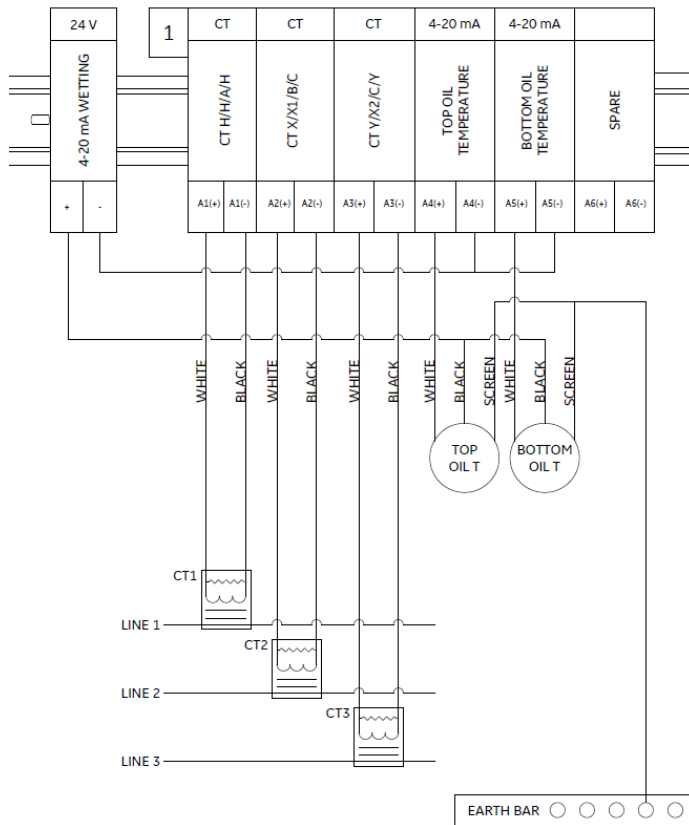 24 V
1
CT
CT
CT
4-20 mA
4-20 mA
4-20 mA WETTING
CT H/H/A/H
CT X/X1/B/C
CT Y/X2/C/Y
TOP OIL
TEMPERATURE
BOTTOM OIL
TEMPERATURE
SPARE
+
-
A1(+)
A1(-)
A2(+)
A2(-)
A3(+)
A3(-)
A4(+)
A4(-)
A5(+)
A5(-)
A6(+)
A6(-)
WHITE
BLACK
WHITE
BLACK
WHITE
BLACK
WHITE
BLACK
SCREEN
WHITE
BLACK
SCREEN
TOP
OIL T
BOTTOM
OIL T
CT1
LINE 1
CT2
LINE 2
CT3
LINE 3
EARTH BAR